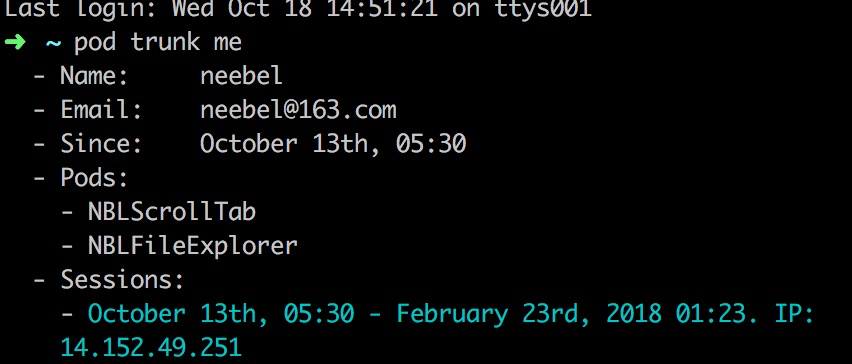 Last login: Wed Oct 18 14:51:21 on ttys001
➜ ~ pod trunk me
- Name: neebel
- Email: neebel@163.com
- Since: October 13th, 05:30
- Pods:
- NBLScrollTab
- NBLFileExplorer
- Sessions:
- October 13th, 05:30 - February 23rd, 2018 01:23. IP:
14.152.49.251